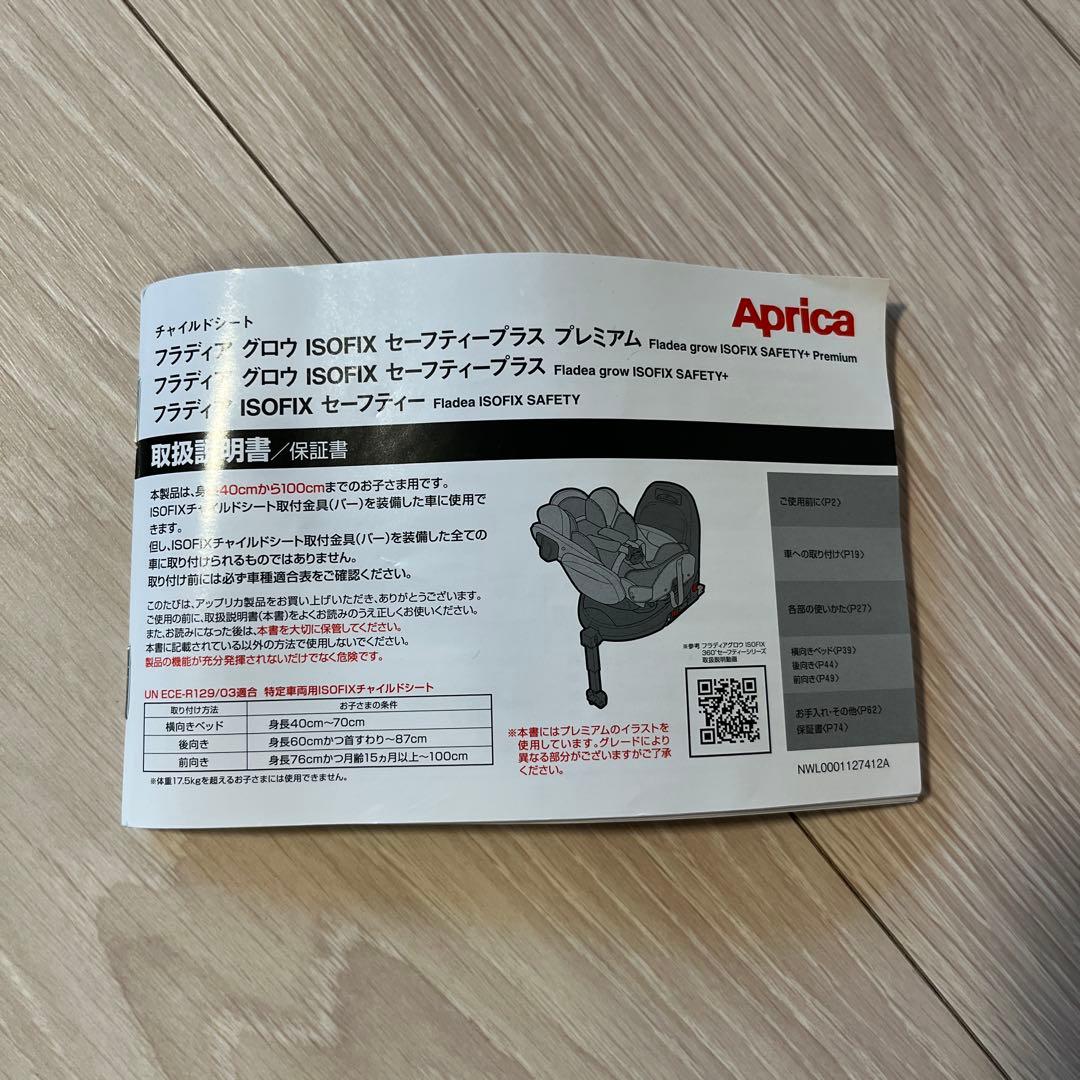 Aprica
チャイルドシート
フラディア グロウ ISOFIX セーフティープラス プレミアム Fladea grow ISOFIX SAFETY+ Premium
フラディア グロウ ISOFIX セーフティープラス Fladea grow ISOFIX SAFETY+
フラディア ISOFIX セーフティー Fladea ISOFIX SAFETY
取扱説明書/保証書
本製品は、身長40cmから100cmまでのお子さま用です。
ISOFIXチャイルドシート取付金具(バー)を装備した車に使用で
きます。
但し、ISOFIXチャイルドシート取付金具(バー)を装備した全ての
車に取付けられるものではありません。
取り付け前には必ず車種適合表をご確認ください。
このたびは、アップリカ製品をお買い上げいただき、ありがとうございます。
ご使用の前に、取扱説明書(本書)をよくお読みのうえ正しくお使いください。
また、お読みになった後は、本書を大切に保管してください。
本書に記載されている以外の方法で使用しないでください。
製品の機能が充分発揮されないだけでなく危険です。
UN ECE-R129/03適合 特定車両用ISOFIXチャイルドシート
取り付け方法 お子さまの条件
横向きベッド 身長40cm〜70cm
後向き 身長60cmかつ首すわり〜87cm
前向き 身長76cmかつ月齢15ヵ月以上〜100cm
※体重17.5kgを超えるお子さまには使用できません。
※本書にはプレミアムのイラストを
使用しています。グレードにより
異なる部分がございますがご了承
ください。
※参考 フラディアグロウ ISOFIX
360°セーフティーシリーズ
取扱説明動画
ご使用前に〈P2〉
車への取り付け〈P19〉
各部の使いかた〈P27〉
横向きベッド〈P39〉
後向き〈P44〉
前向き〈P49〉
お手入れ・その他〈P62〉
保証書〈P74〉
NWL0001127412A